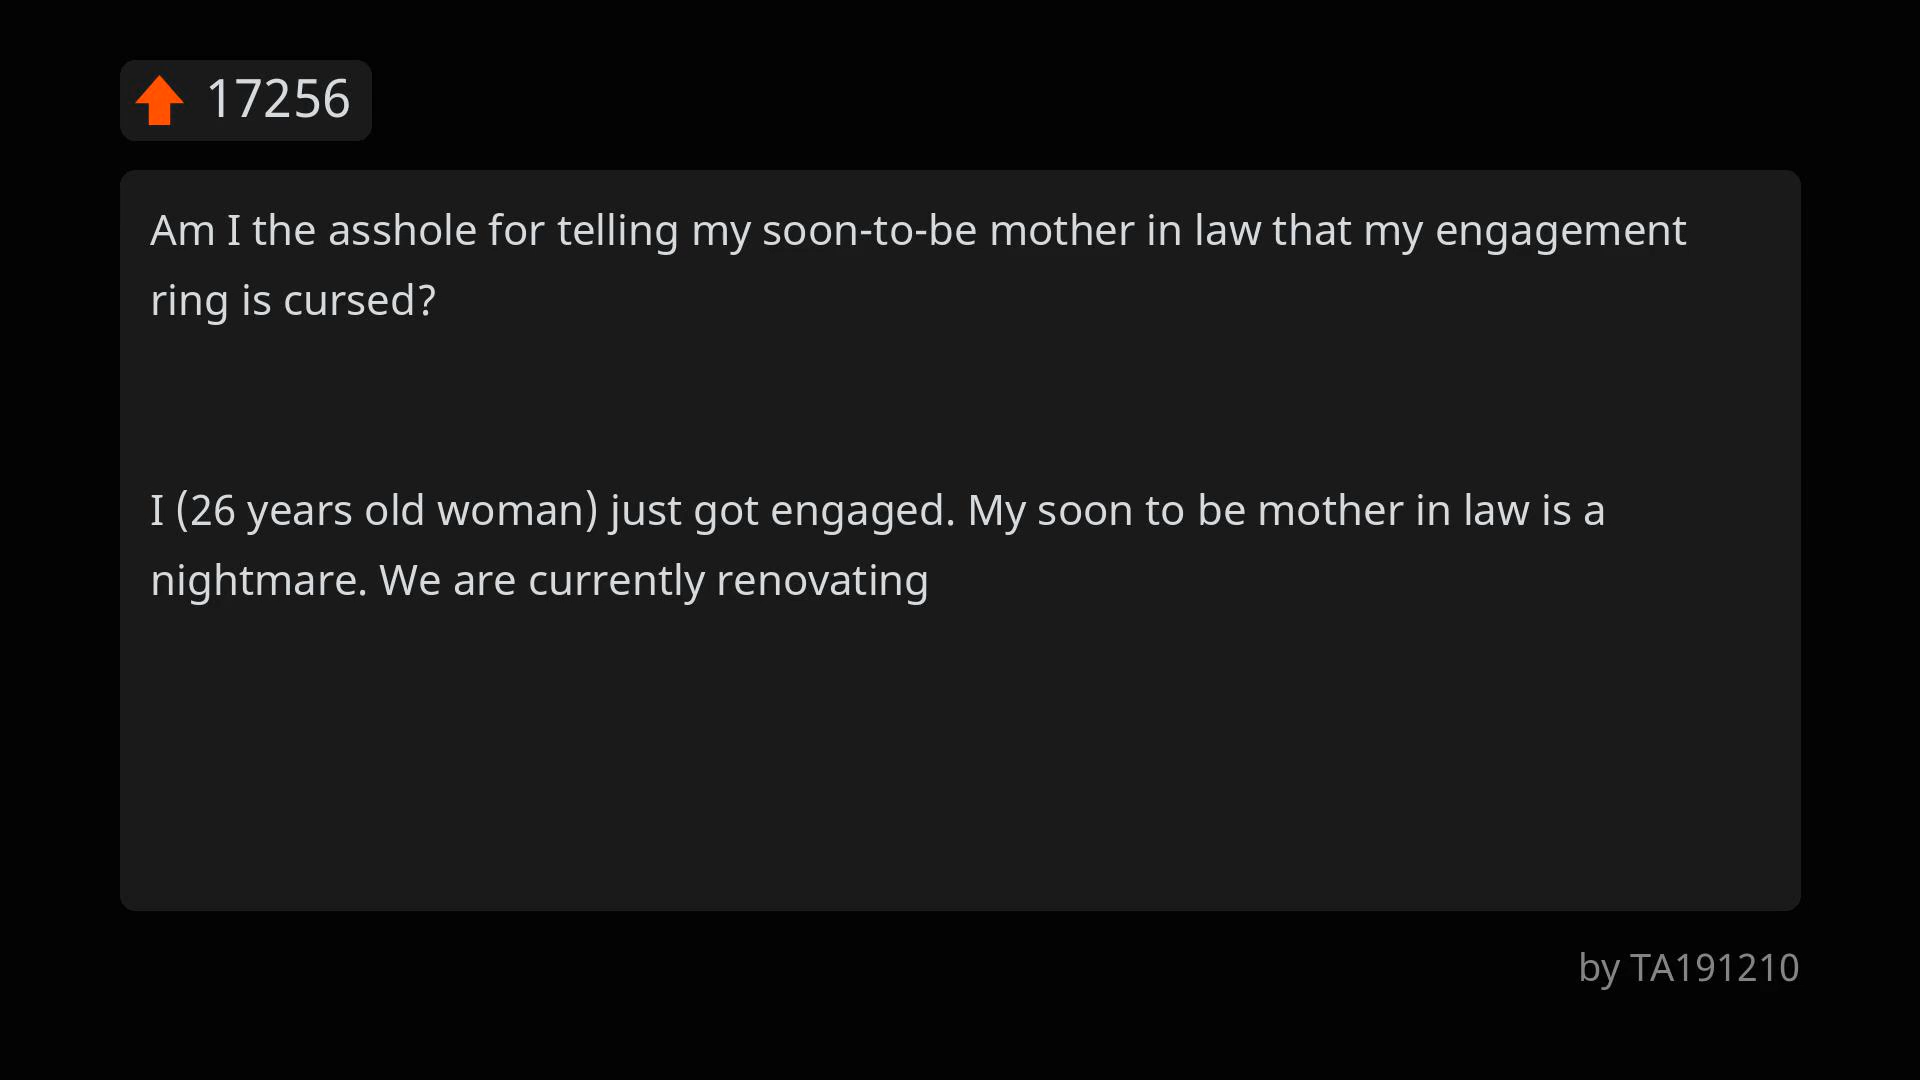 17256
Am I the asshole for telling my soon-to-be mother in law that my engagement
ring is cursed?
I (26 years old woman) just got engaged. My soon to be mother in law is a
nightmare. We are currently renovating
by TA191210